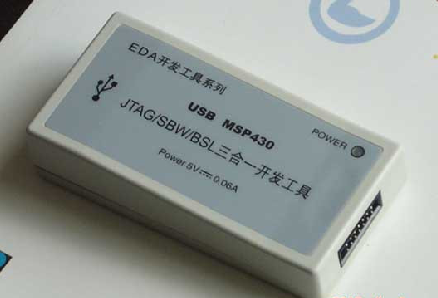 EDA开发工具系列
USB MSP430
POWER
JTAG/SBW/BSL三合一开发工具
Power 5V⎓0.06A